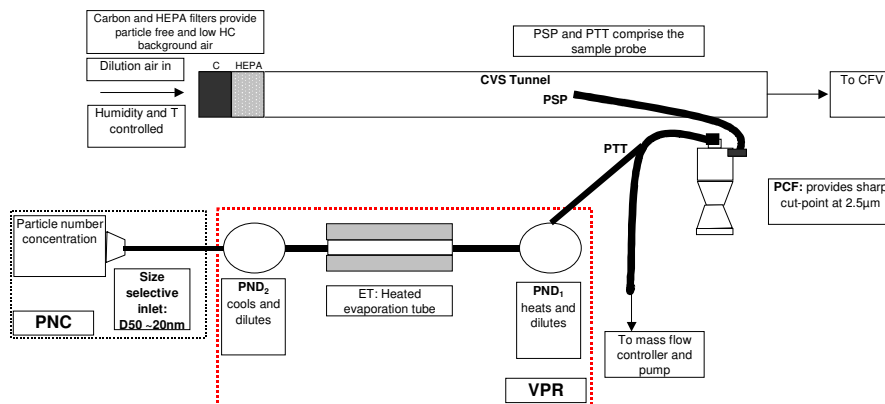 Carbon and HEPA filters provide
particle free and low HC
background air
PSP and PTT comprise the
sample probe
Dilution air in
C
HEPA
CVS Tunnel
To CFV
PSP
Humidity and T
controlled
PTT
PCF: provides sharp
cut-point at 2.5µm
Particle number
concentration
Size
selective
inlet:
D50 ~20nm
PNC
PND2
cools and
dilutes
ET: Heated
evaporation tube
PND1
heats and
dilutes
VPR
To mass flow
controller and
pump